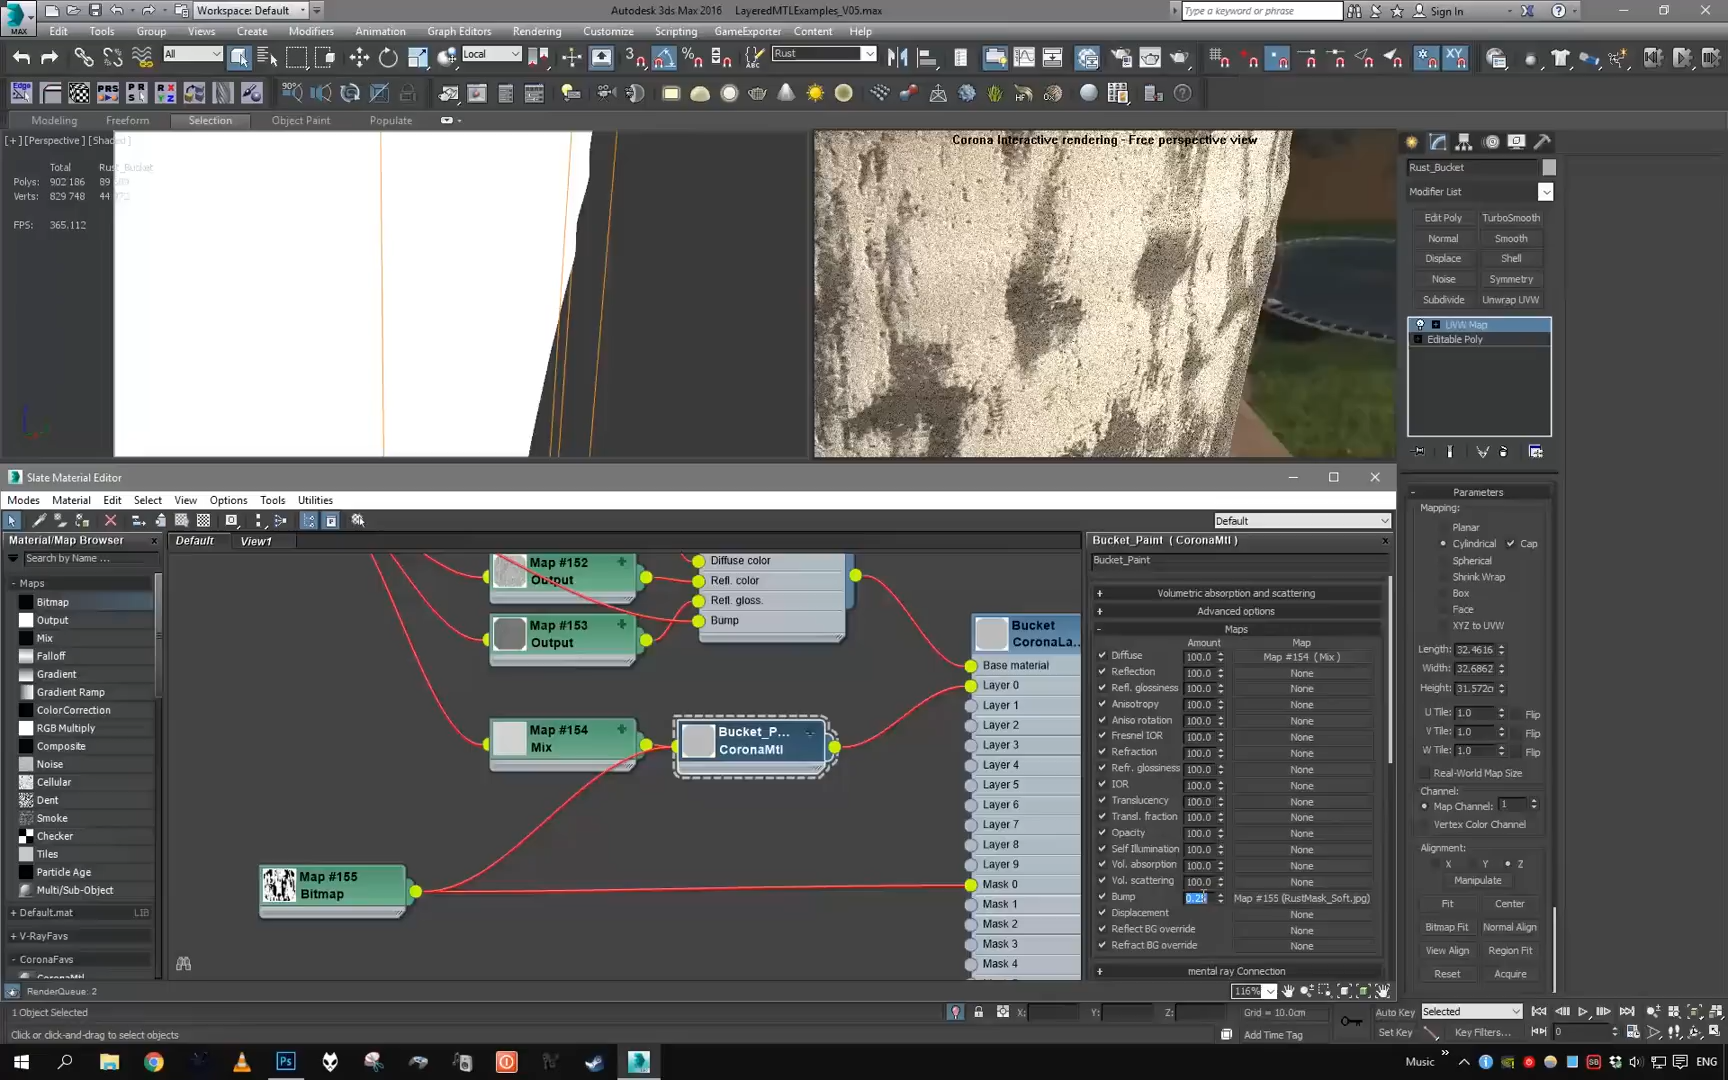 Workspace: Default
Autodesk 3ds Max 2016 LayeredMTLExamples_V05.max
Type a keyword or phrase
Sign In
MAX
Edit Tools Group Views Create Modifiers Animation Graph Editors Rendering Customize Scripting GameExporter Content Help
All
Local
Rust
XY
Modeling Freeform Selection Object Paint Populate
[+] [Perspective] [Shaded]
Total Rust_Bucket
Polys: 902 186
Verts: 829 748
FPS: 365.112
Corona Interactive rendering - Free perspective view
Rust_Bucket
Modifier List
Edit Poly TurboSmooth
Normal Smooth
Displace Shell
Noise Symmetry
Subdivide Unwrap UVW
UVW Map
Editable Poly
Slate Material Editor
Modes Material Edit Select View Options Tools Utilities
Default
Material/Map Browser
Search by Name ...
Maps
Bitmap
Output
Mix
Falloff
Gradient
Gradient Ramp
ColorCorrection
RGB Multiply
Composite
Noise
Cellular
Dent
Smoke
Checker
Tiles
Particle Age
Multi/Sub-Object
+ Default.mat LIB
+ V-RayFavs
- CoronaFavs
CoronaMtl
Default View1
Map #152
Output
Map #153
Output
Diffuse color
Refl. color
Refl. gloss.
Bump
Map #154
Mix
Bucket_P...
CoronaMtl
Map #155
Bitmap
Bucket
CoronaLa...
Base material
Layer 0
Layer 1
Layer 2
Layer 3
Layer 4
Layer 5
Layer 6
Layer 7
Layer 8
Layer 9
Mask 0
Mask 1
Mask 2
Mask 3
Mask 4
Bucket_Paint ( CoronaMtl )
Bucket_Paint
+ Volumetric absorption and scattering
+ Advanced options
- Maps
Amount Map
Diffuse 100.0 Map #154 ( Mix )
Reflection 100.0 None
Refl. glossiness 100.0 None
Anisotropy 100.0 None
Aniso rotation 100.0 None
Fresnel IOR 100.0 None
Refraction 100.0 None
Refr. glossiness 100.0 None
IOR 100.0 None
Translucency 100.0 None
Transl. fraction 100.0 None
Opacity 100.0 None
Self Illumination 100.0 None
Vol. absorption 100.0 None
Vol. scattering 100.0 None
Bump Map #155 (RustMask_Soft.jpg)
Displacement None
Reflect BG override None
Refract BG override None
+ mental ray Connection
116%
RenderQueue: 2
- Parameters
Mapping:
Planar
Cylindrical Cap
Spherical
Shrink Wrap
Box
Face
XYZ to UVW
Length: 32.4616
Width: 32.6862
Height: 31.572c
U Tile: 1.0 Flip
V Tile: 1.0 Flip
W Tile: 1.0 Flip
Real-World Map Size
Channel:
Map Channel: 1
Vertex Color Channel
Alignment:
X Y Z
Manipulate
Fit Center
Bitmap Fit Normal Align
View Align Region Fit
Reset Acquire
1 Object Selected
X: Y: Z: Grid = 10.0cm
Auto Key Selected
Click or click-and-drag to select objects
Add Time Tag
Set Key Key Filters... 0
Music
ENG